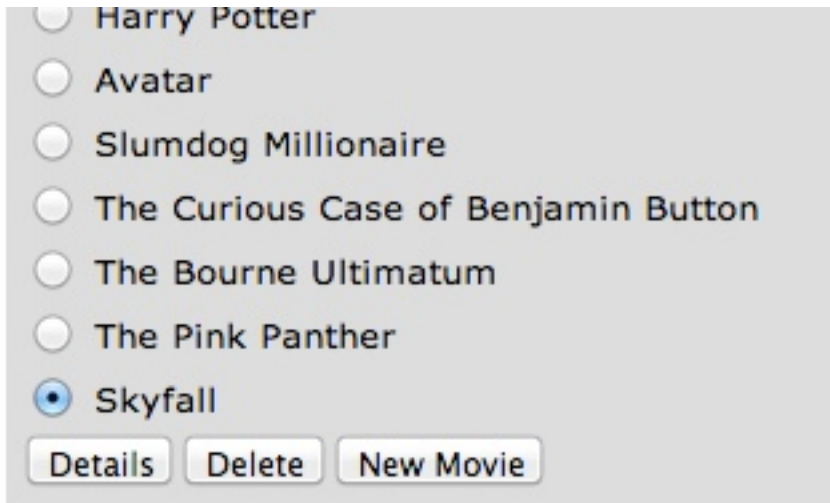 Harry Potter
Avatar
Slumdog Millionaire
The Curious Case of Benjamin Button
The Bourne Ultimatum
The Pink Panther
Skyfall
Details Delete New Movie